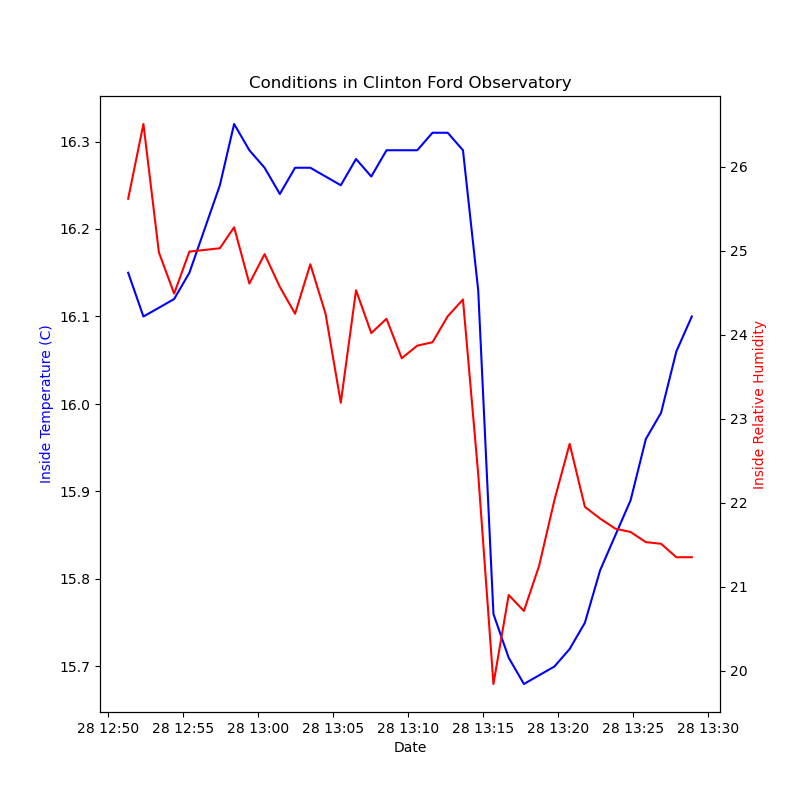 Conditions in Clinton Ford Observatory
16.3
16.2
16.1
16.0
15.9
15.8
15.7
Inside Temperature (C)
26
25
24
23
22
21
20
Inside Relative Humidity
28 12:50 28 12:55 28 13:00 28 13:05 28 13:10 28 13:15 28 13:20 28 13:25 28 13:30
Date